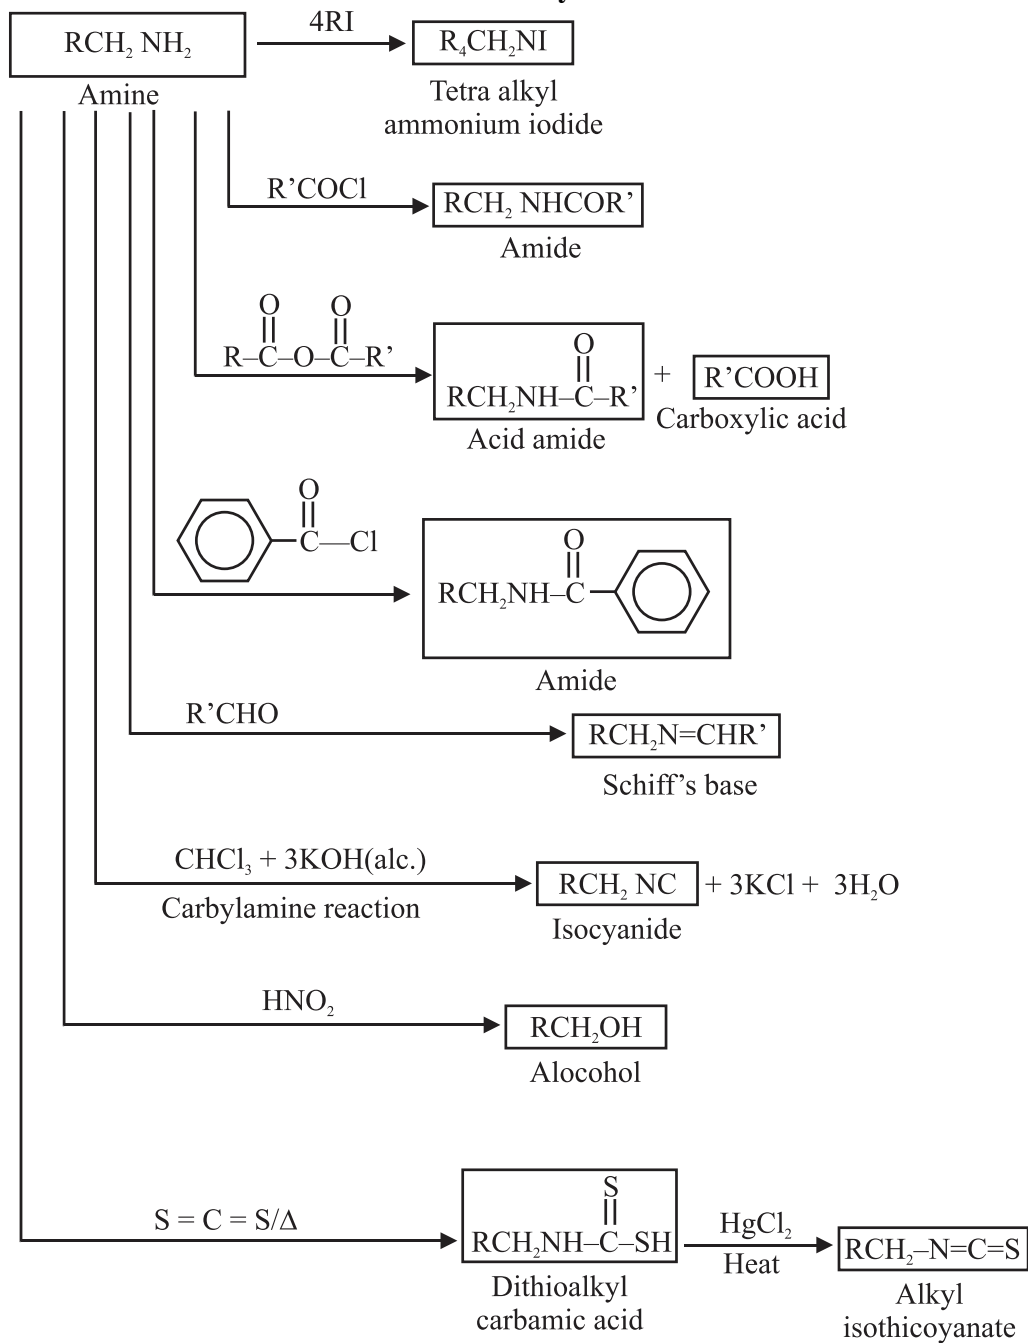 RCH₂ NH₂
Amine
4RI
R₄CH₂NI
Tetra alkyl
ammonium iodide
R’COCl
RCH₂ NHCOR’
Amide
O O
R–C–O–C–R’
O
RCH₂NH–C–R’
Acid amide
+
R’COOH
Carboxylic acid
O
C—Cl
O
RCH₂NH–C
Amide
R’CHO
RCH₂N=CHR’
Schiff’s base
CHCl₃ + 3KOH(alc.)
Carbylamine reaction
RCH₂ NC + 3KCl + 3H₂O
Isocyanide
HNO₂
RCH₂OH
Alocohol
S = C = S/Δ
S
RCH₂NH–C–SH
Dithioalkyl
carbamic acid
HgCl₂
Heat
RCH₂–N=C=S
Alkyl
isothicoyanate